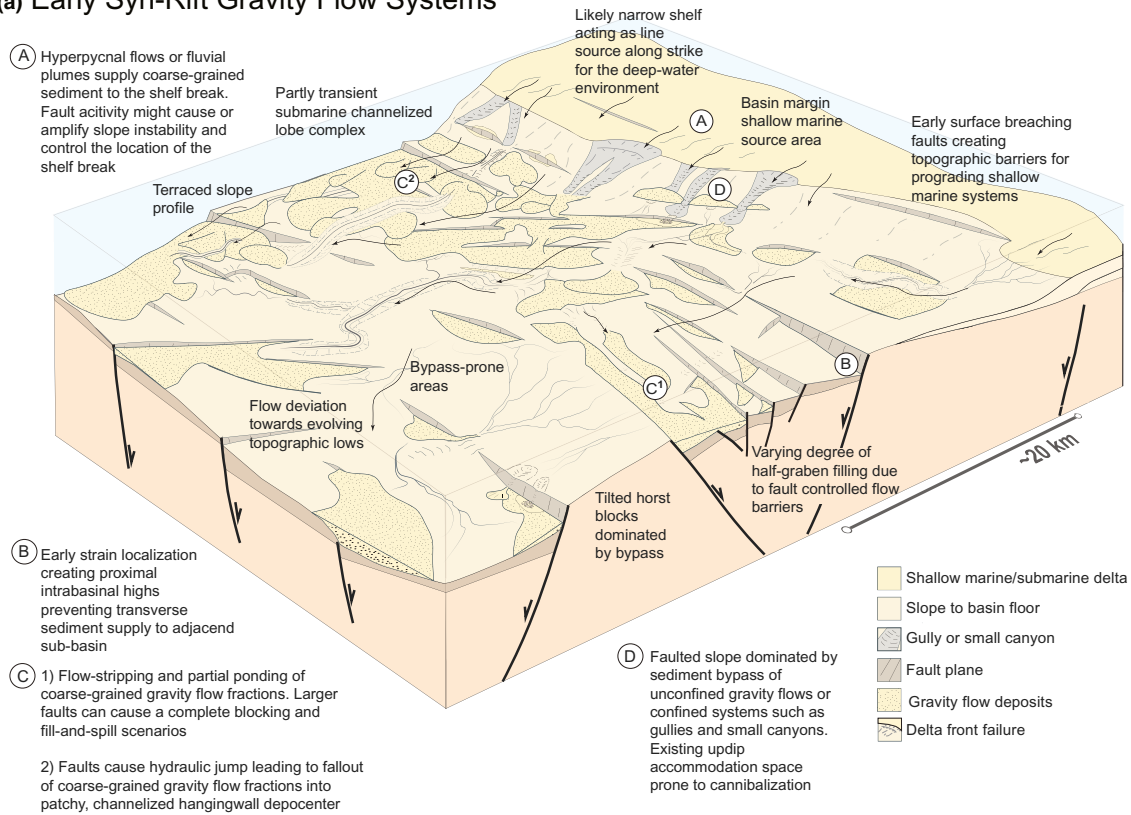 (a) Early Syn-Rift Gravity Flow Systems
A
Hyperpycnal flows or fluvial
plumes supply coarse-grained
sediment to the shelf break.
Fault acitivity might cause or
amplify slope instability and
control the location of the
shelf break
Partly transient
submarine channelized
lobe complex
Likely narrow shelf
acting as line
source along strike
for the deep-water
environment
A
Basin margin
shallow marine
source area
Early surface breaching
faults creating
topographic barriers for
prograding shallow
marine systems
Terraced slope
profile
C²
D
Bypass-prone
areas
B
C¹
Flow deviation
towards evolving
topographic lows
Varying degree of
half-graben filling due
to fault controlled flow
barriers
~20 km
Tilted horst
blocks
dominated
by bypass
B
Early strain localization
creating proximal
intrabasinal highs
preventing transverse
sediment supply to adjacend
sub-basin
C
1) Flow-stripping and partial ponding of
coarse-grained gravity flow fractions. Larger
faults can cause a complete blocking and
fill-and-spill scenarios
2) Faults cause hydraulic jump leading to fallout
of coarse-grained gravity flow fractions into
patchy, channelized hangingwall depocenter
D
Faulted slope dominated by
sediment bypass of
unconfined gravity flows or
confined systems such as
gullies and small canyons.
Existing updip
accommodation space
prone to cannibalization
Shallow marine/submarine delta
Slope to basin floor
Gully or small canyon
Fault plane
Gravity flow deposits
Delta front failure